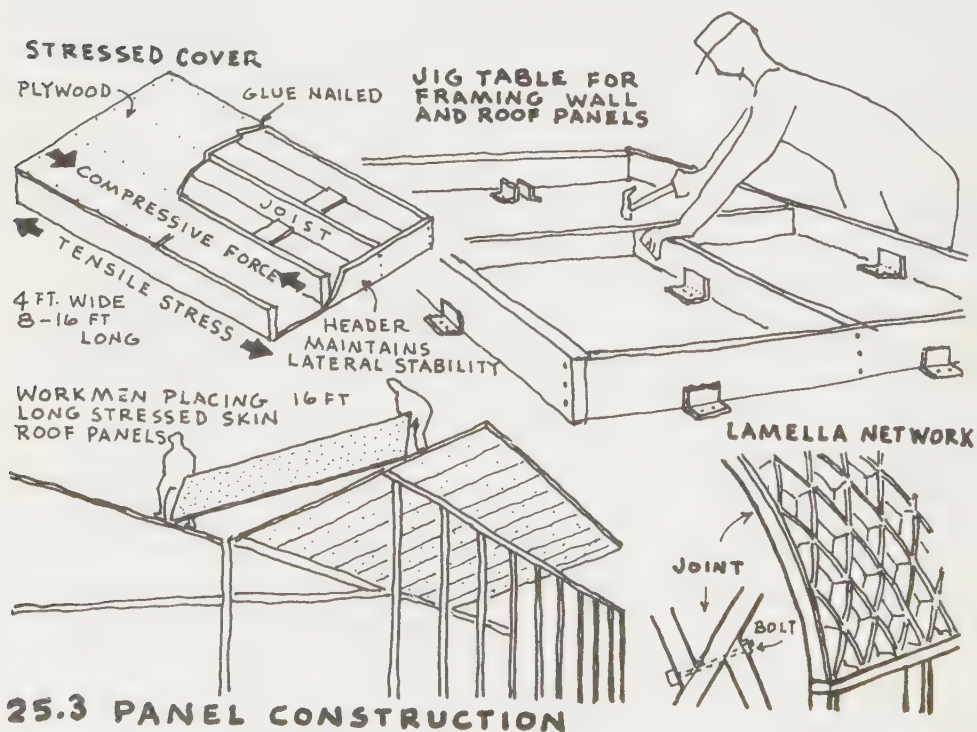 STRESSED COVER
PLYWOOD
GLUE NAILED
COMPRESSIVE FORCE
JOIST
TENSILE STRESS
4 FT. WIDE
8-16 FT
LONG
HEADER
MAINTAINS
LATERAL STABILITY
JIG TABLE FOR
FRAMING WALL
AND ROOF PANELS
WORKMEN PLACING 16 FT
LONG STRESSED SKIN
ROOF PANELS
LAMELLA NETWORK
JOINT
BOLT
25.3 PANEL CONSTRUCTION